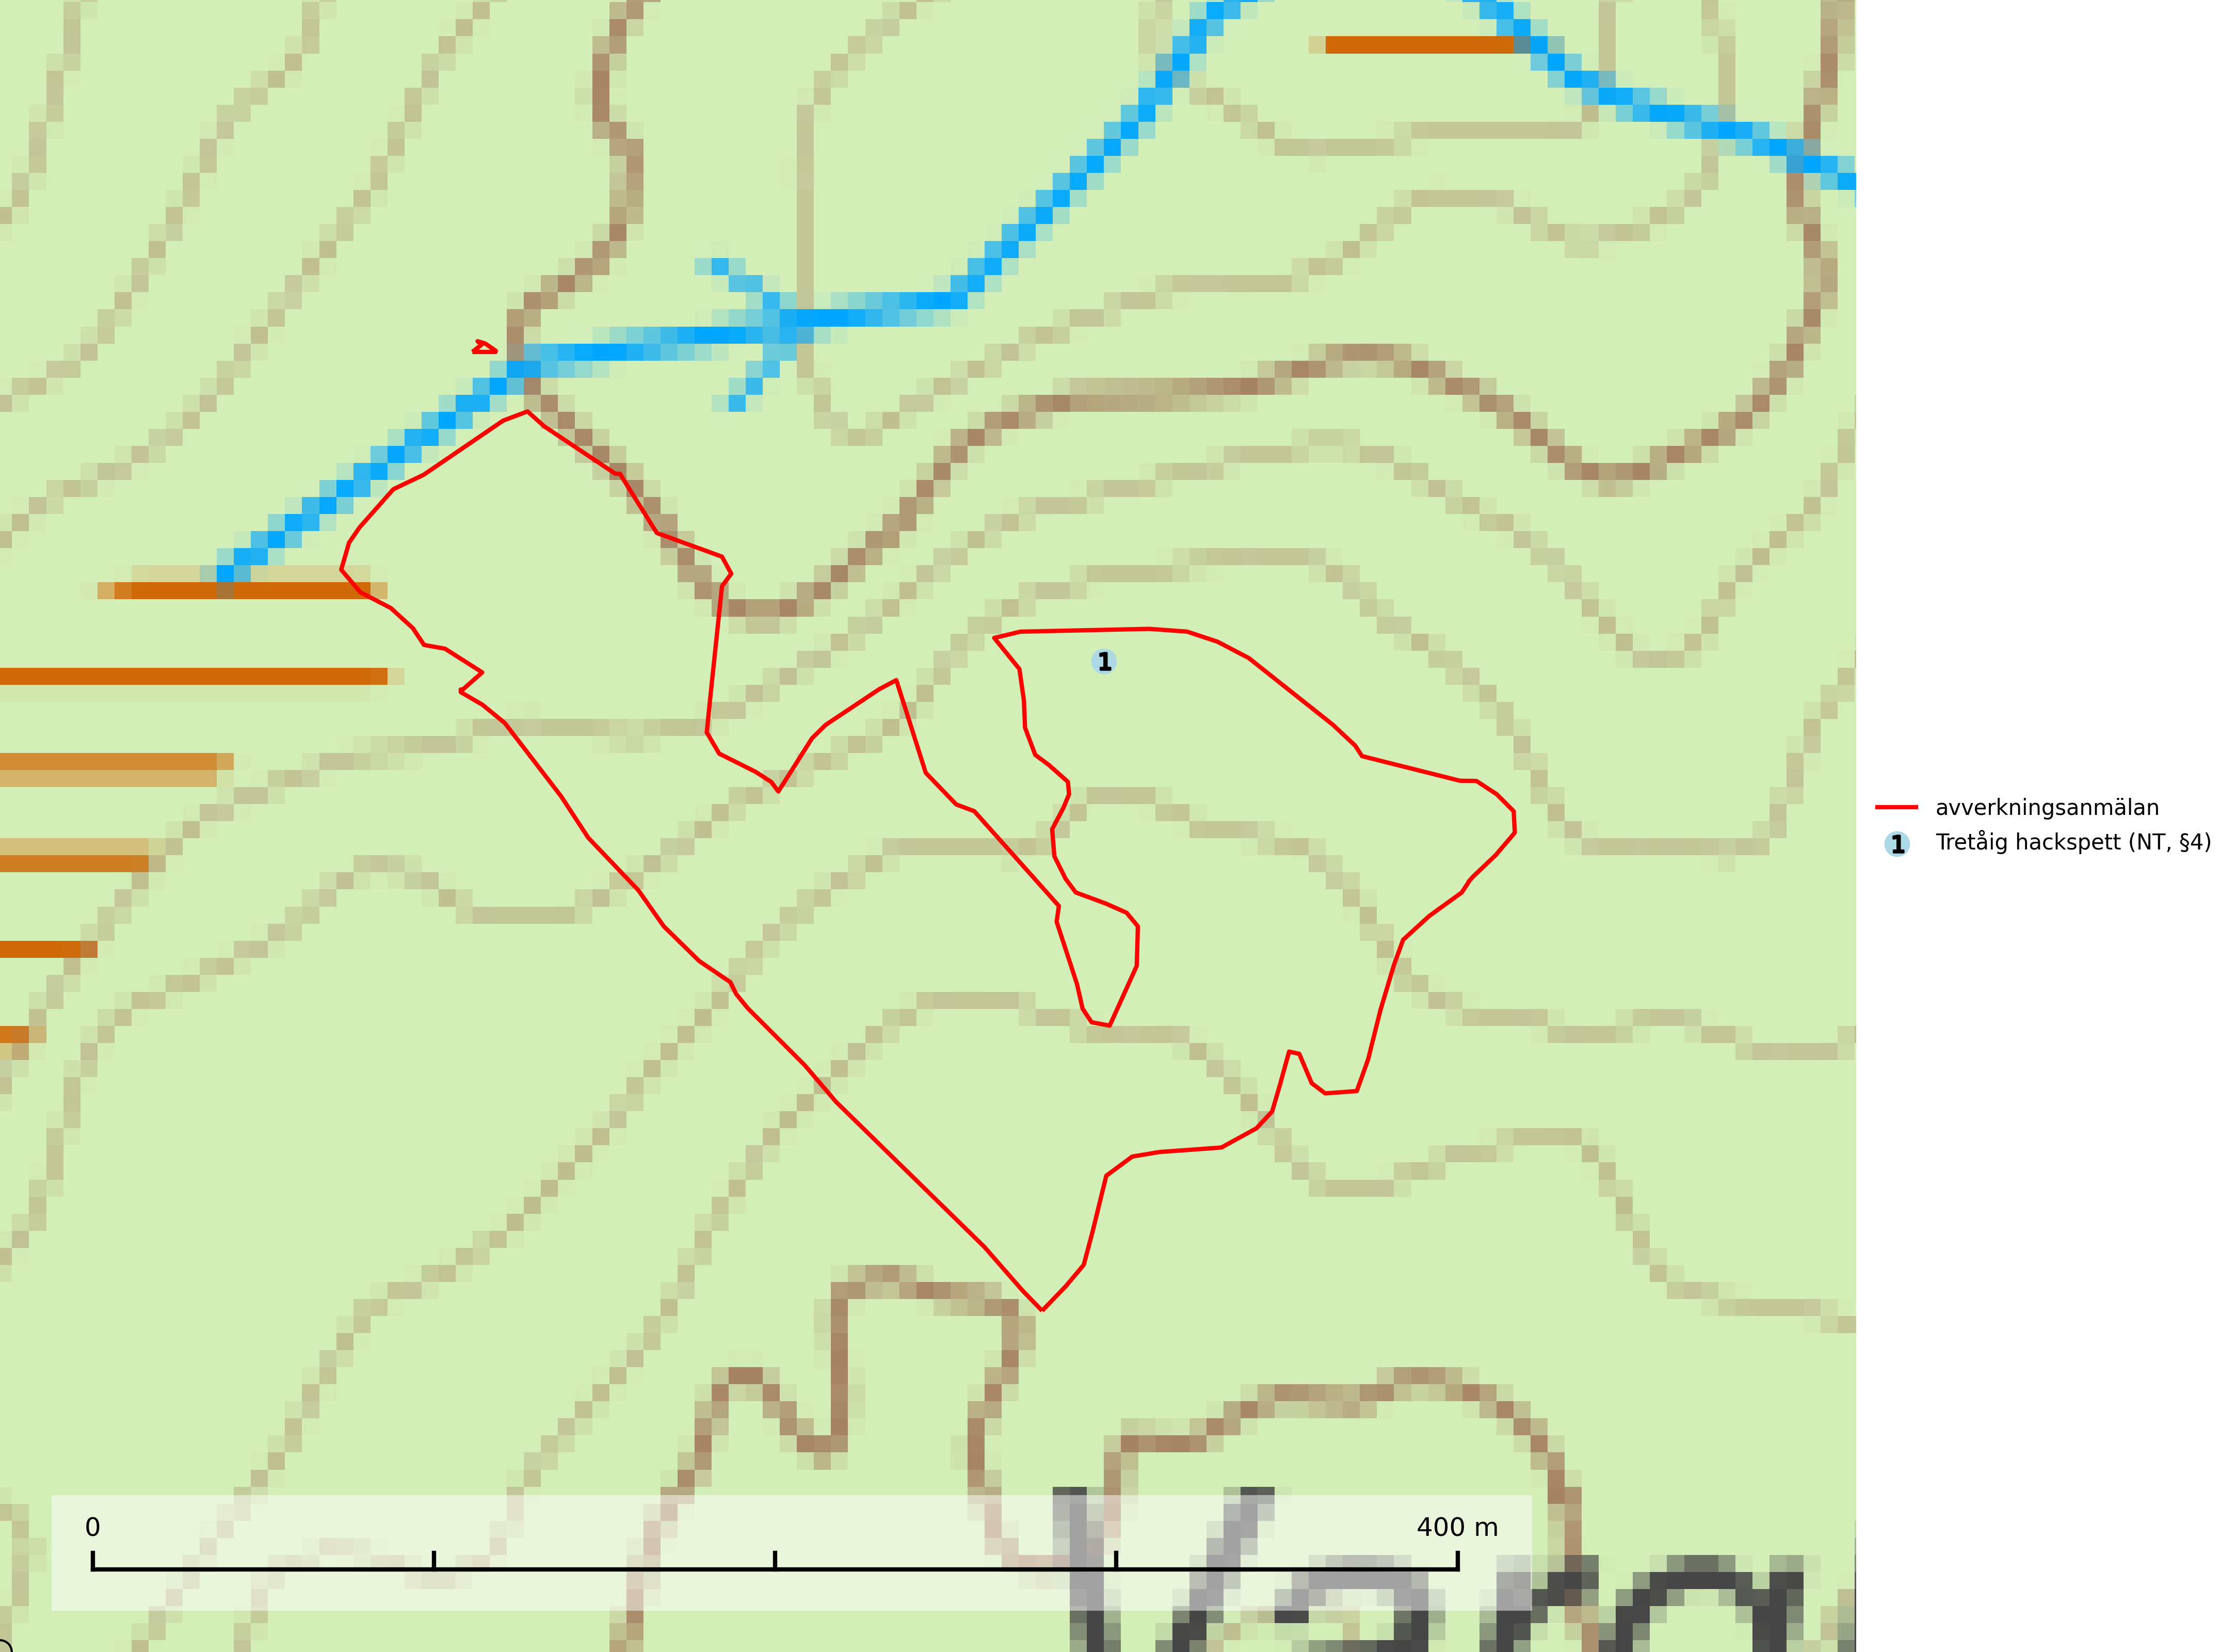 1
avverkningsanmälan
1 Tretåig hackspett (NT, §4)
0 400 m